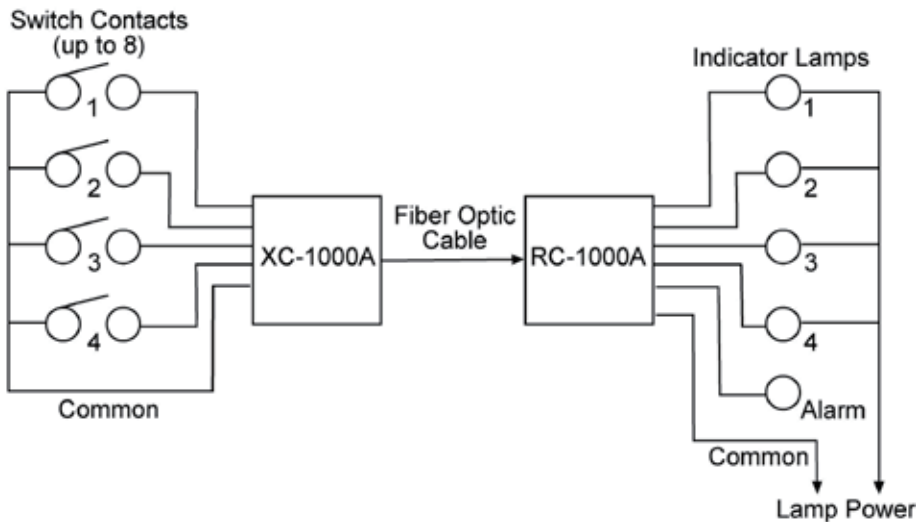 Switch Contacts
(up to 8)
1
2
3
4
Common
XC-1000A
Fiber Optic
Cable
RC-1000A
Indicator Lamps
1
2
3
4
Alarm
Common
Lamp Power